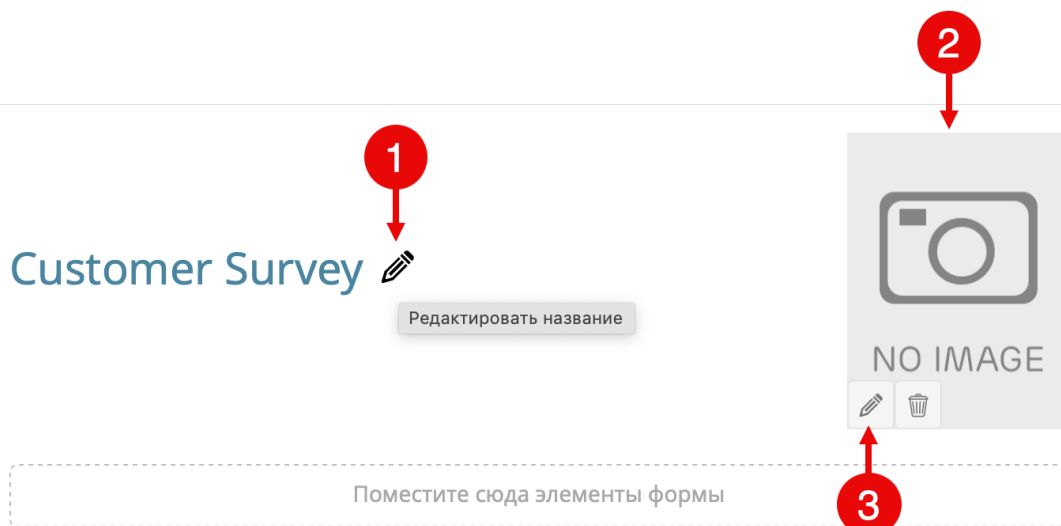 2
1
Customer Survey
Редактировать название
NO IMAGE
Поместите сюда элементы формы
3